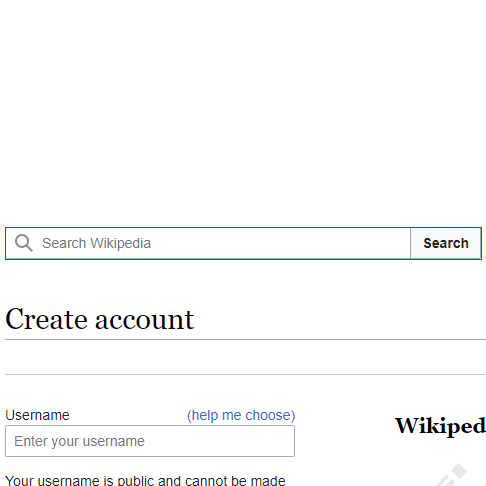 Search Wikipedia Search
Create account
Username (help me choose)
Wikiped
Enter your username
Your username is public and cannot be made